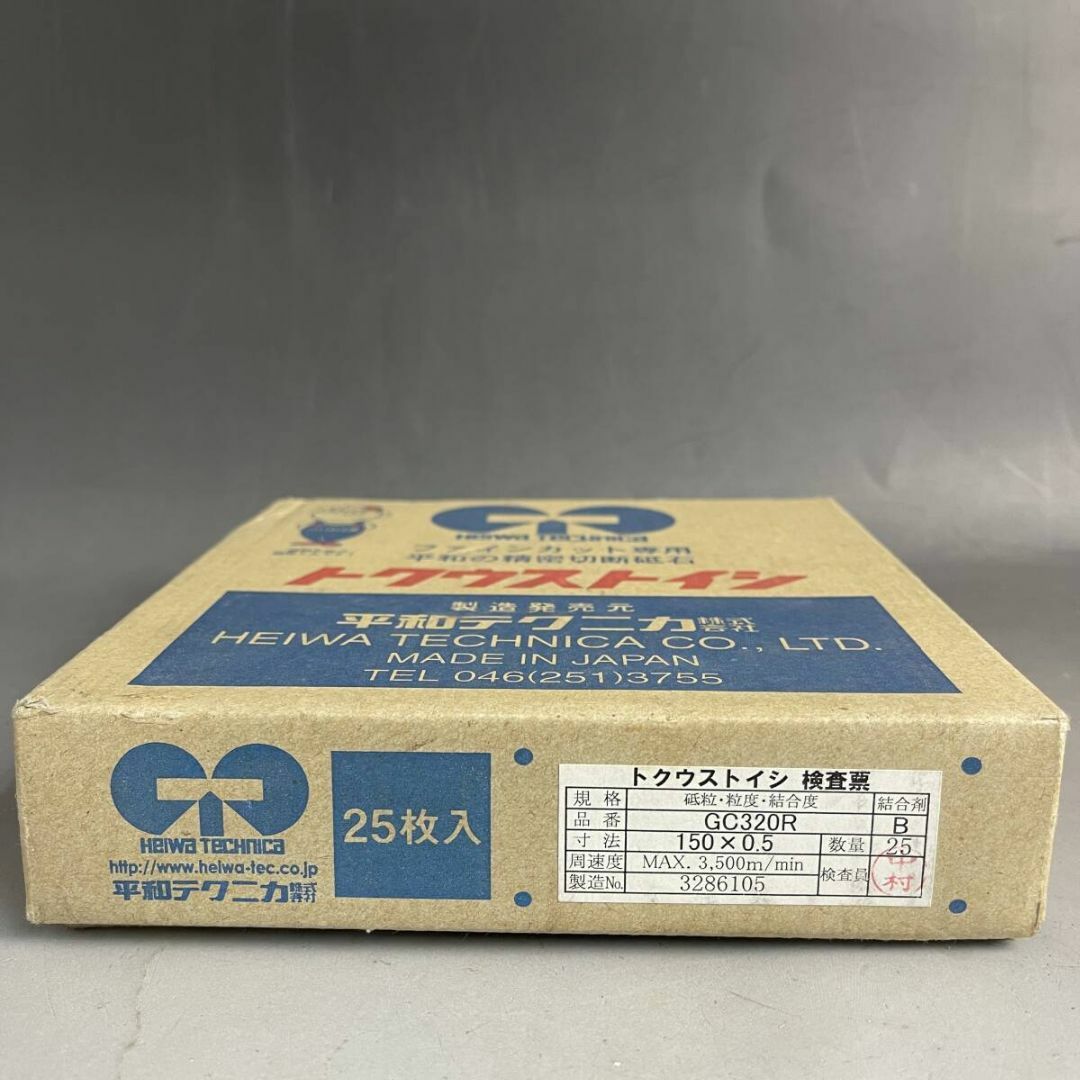 HEIWA TECHNICA
ファインカット専用
平和の精密切断砥石
トクウストイシ
製造発売元
平和テクニカ株式会社
HEIWA TECHNICA CO., LTD.
MADE IN JAPAN
TEL 046(251)3755
HEIWA TECHNICA
http://www.heiwa-tec.co.jp
平和テクニカ株式会社
25枚入
トクウストイシ 検査票
規格 砥粒・粒度・結合度 結合剤
品番 GC320R B
寸法 150×0.5 数量 25
周速度 MAX. 3,500m/min 検査員 中村
製造No. 3286105